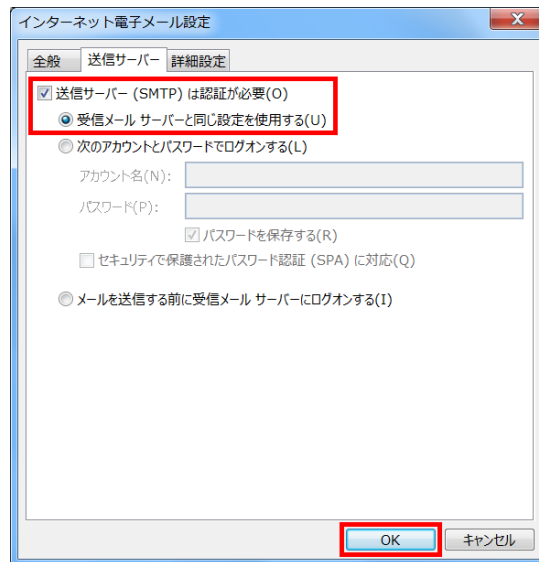 インターネット電子メール設定
全般 送信サーバー 詳細設定
送信サーバー (SMTP) は認証が必要(O)
受信メール サーバーと同じ設定を使用する(U)
次のアカウントとパスワードでログオンする(L)
アカウント名(N):
パスワード(P):
パスワードを保存する(R)
セキュリティで保護されたパスワード認証 (SPA) に対応(Q)
メールを送信する前に受信メール サーバーにログオンする(I)
OK キャンセル